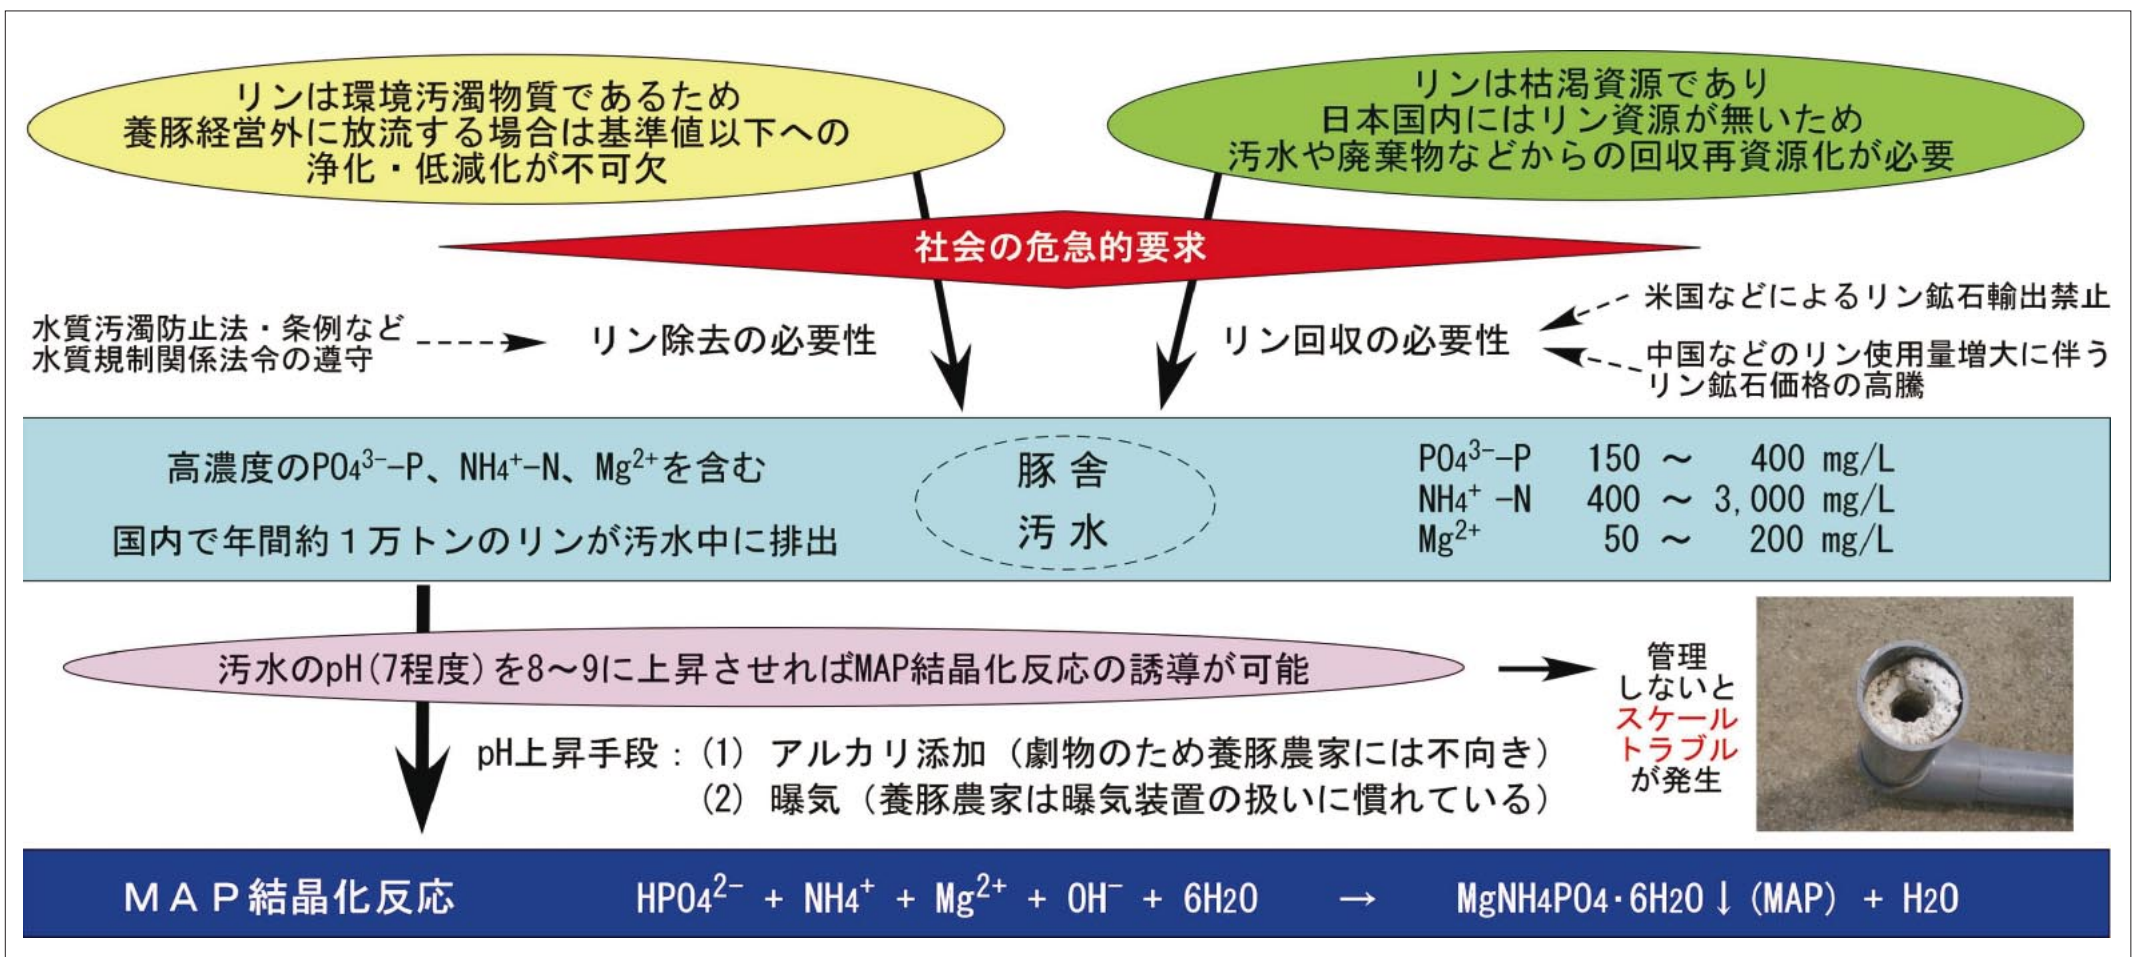 リンは環境汚濁物質であるため
養豚経営外に放流する場合は基準値以下への
浄化・低減化が不可欠
リンは枯渇資源であり
日本国内にはリン資源が無いため
汚水や廃棄物などからの回収再資源化が必要
社会の危急的要求
水質汚濁防止法・条例など
水質規制関係法令の遵守
リン除去の必要性
リン回収の必要性
米国などによるリン鉱石輸出禁止
中国などのリン使用量増大に伴う
リン鉱石価格の高騰
高濃度のPO4³⁻–P、NH4⁺–N、Mg²⁺を含む
国内で年間約１万トンのリンが汚水中に排出
豚舎
汚水
PO4³⁻–P 150 ～ 400 mg/L
NH4⁺ –N 400 ～ 3,000 mg/L
Mg²⁺ 50 ～ 200 mg/L
汚水のpH(7程度)を8～9に上昇させればMAP結晶化反応の誘導が可能
管理
しないと
スケール
トラブル
が発生
pH上昇手段：(1) アルカリ添加（劇物のため養豚農家には不向き）
(2) 曝気（養豚農家は曝気装置の扱いに慣れている）
ＭＡＰ結晶化反応 HPO4²⁻ + NH4⁺ + Mg²⁺ + OH⁻ + 6H2O → MgNH4PO4・6H2O↓(MAP) + H2O